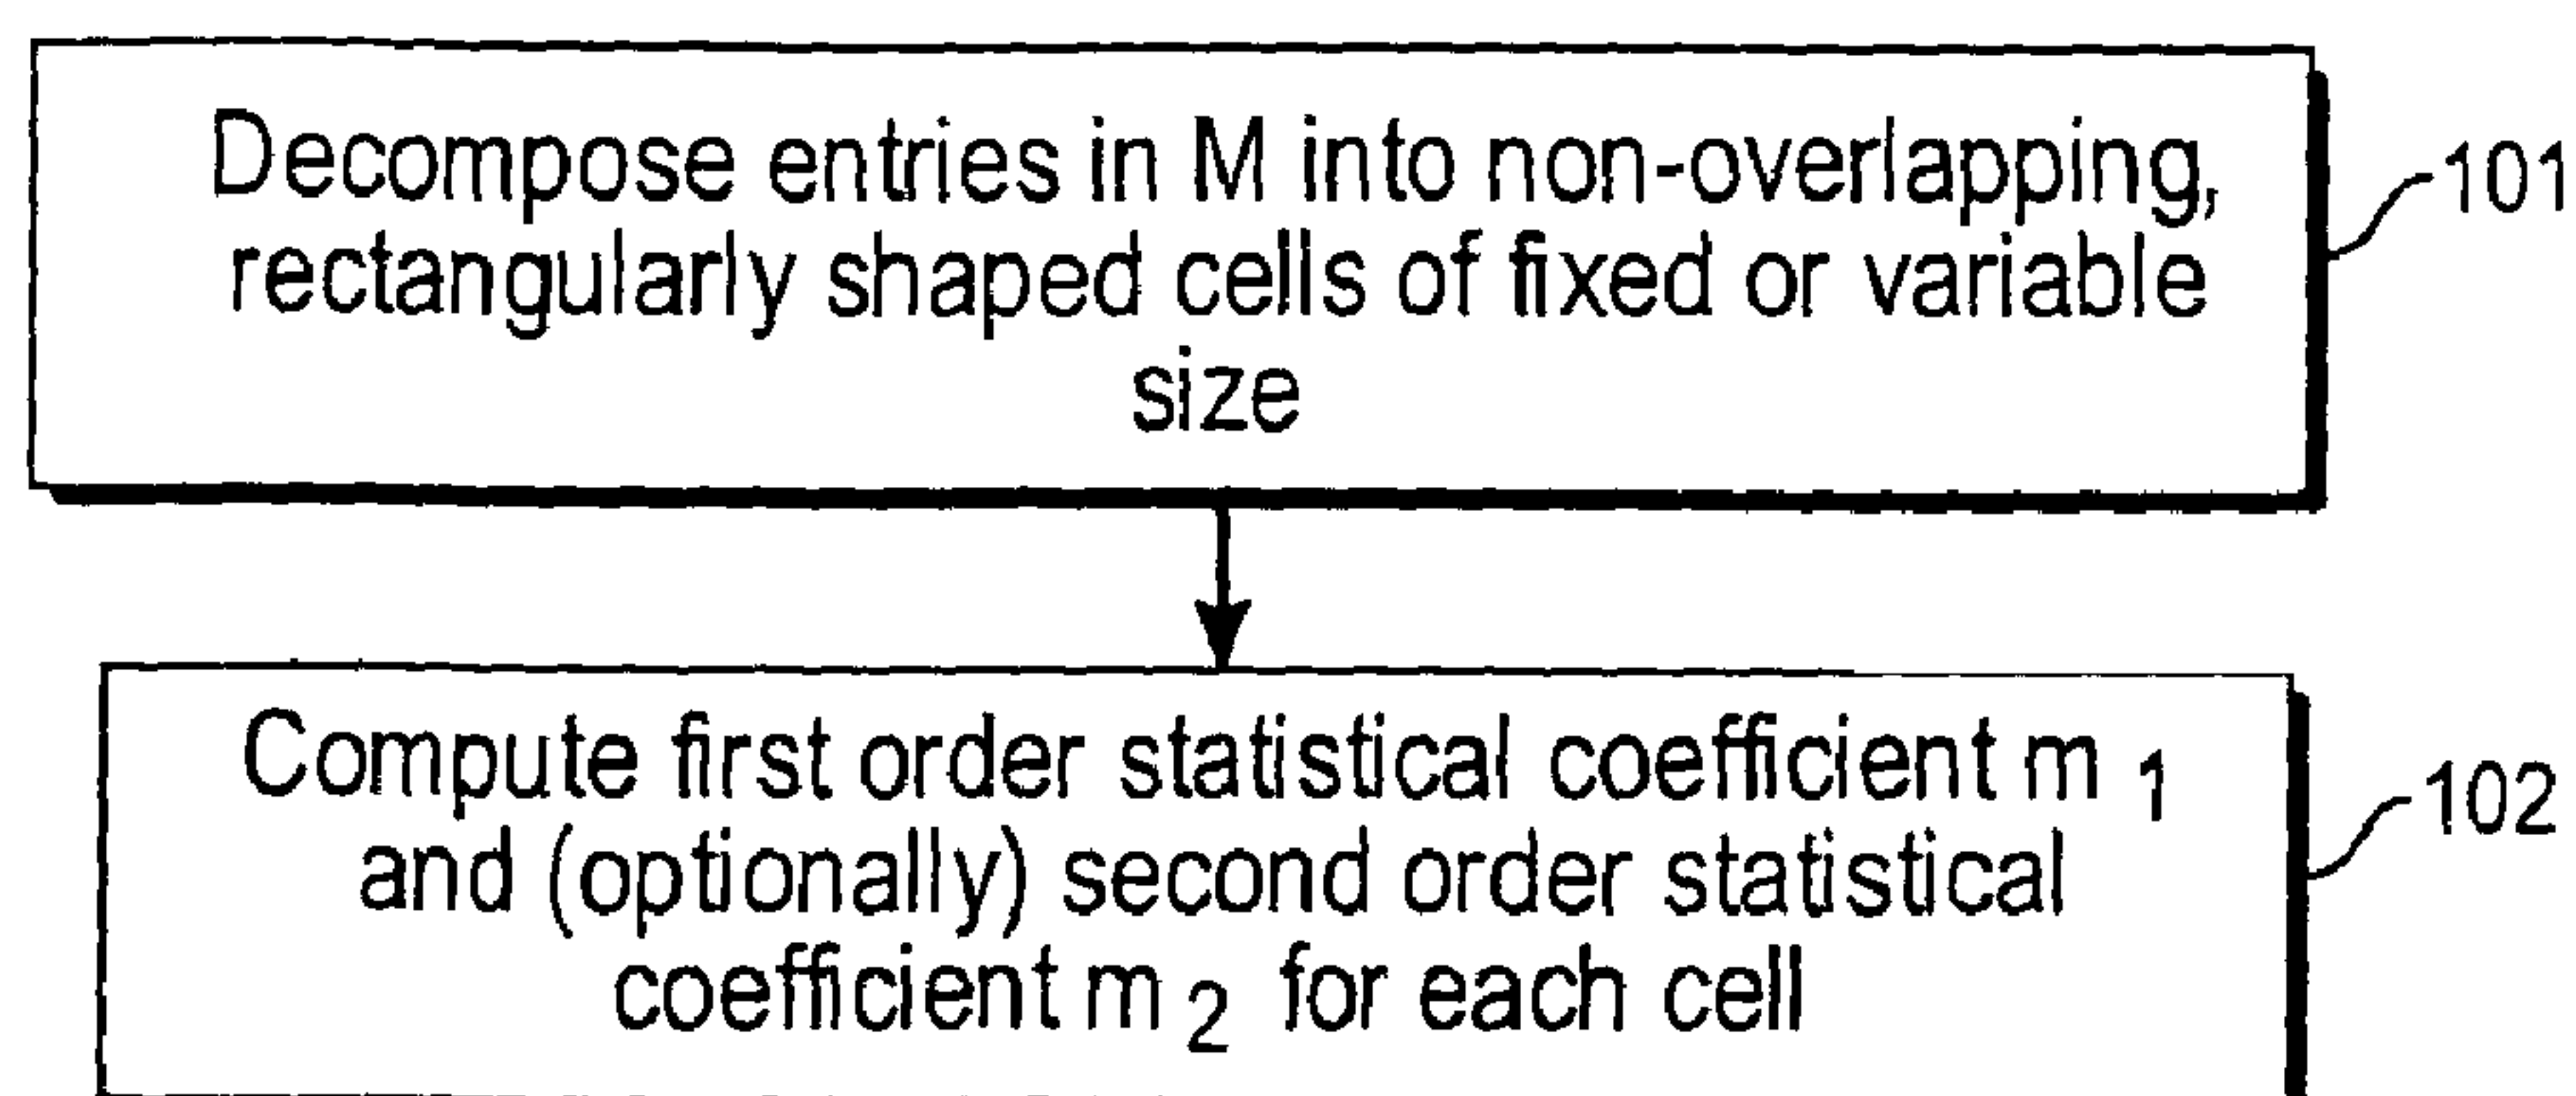 Decompose entries in M into non-overlapping,
rectangularly shaped cells of fixed or variable
size
101
Compute first order statistical coefficient m 1
and (optionally) second order statistical
coefficient m 2 for each cell
102